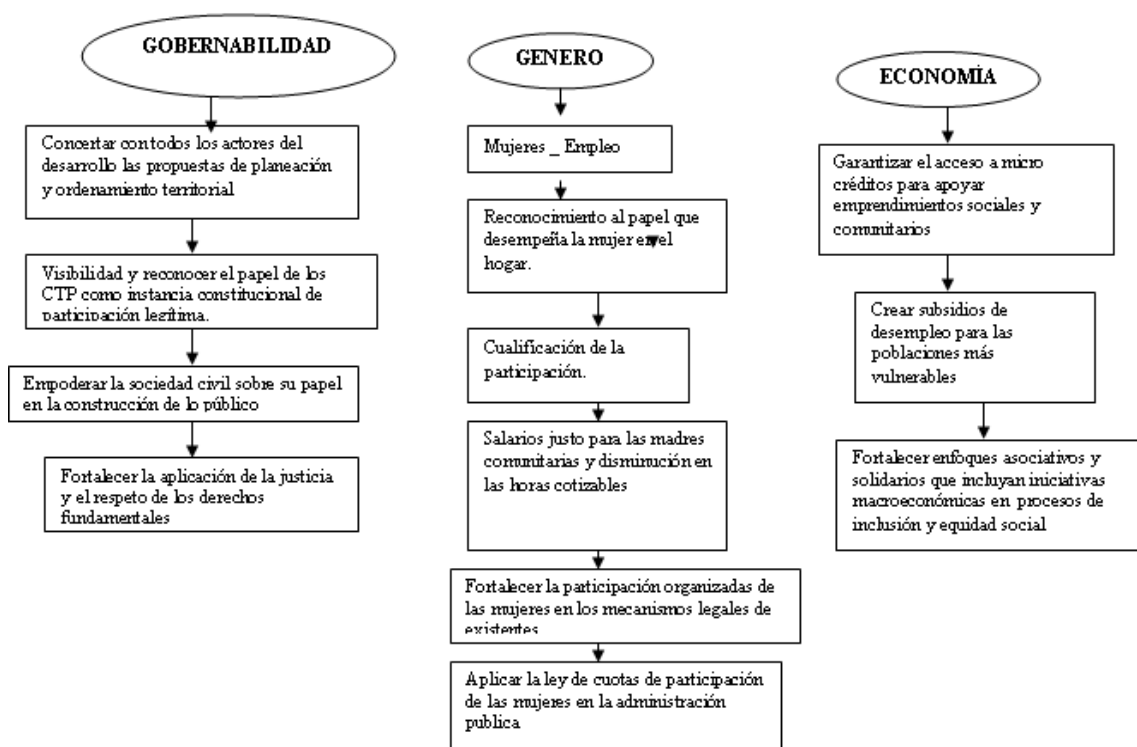 GOBERNABILIDAD
Concertar con todos los actores del
desarrollo las propuestas de planeación
y ordenamiento territorial
Visibilidad y reconocer el papel de los
CTP como instancia constitucional de
participación legítima.
Empoderar la sociedad civil sobre su papel
en la construcción de lo público
Fortalecer la aplicación de la justicia
y el respeto de los derechos
fundamentales
GENERO
Mujeres _ Empleo
Reconocimiento al papel que
desempeña la mujer en el
hogar.
Cualificación de la
participación.
Salarios justo para las madres
comunitarias y disminución en
las horas cotizables
Fortalecer la participación organizadas de
las mujeres en los mecanismos legales de
existentes
Aplicar la ley de cuotas de participación
de las mujeres en la administración
publica
ECONOMÍA
Garantizar el acceso a micro
créditos para apoyar
emprendimientos sociales y
comunitarios
Crear subsidios de
desempleo para las
poblaciones más
vulnerables
Fortalecer enfoques asociativos y
solidarios que incluyan iniciativas
macroeconómicas en procesos de
inclusión y equidad social